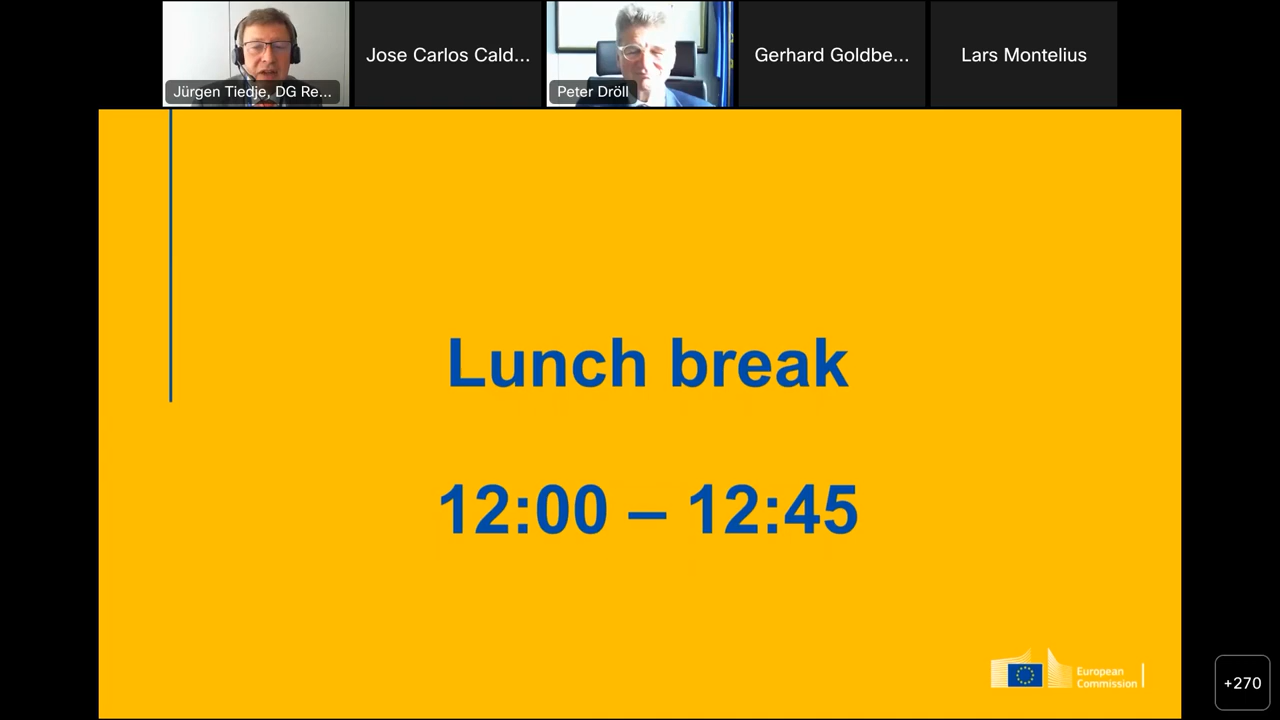 Jürgen Tiedje, DG Re...
Jose Carlos Cald...
Peter Dröll
Gerhard Goldbe...
Lars Montelius
Lunch break
12:00 – 12:45
European
Commission
+270